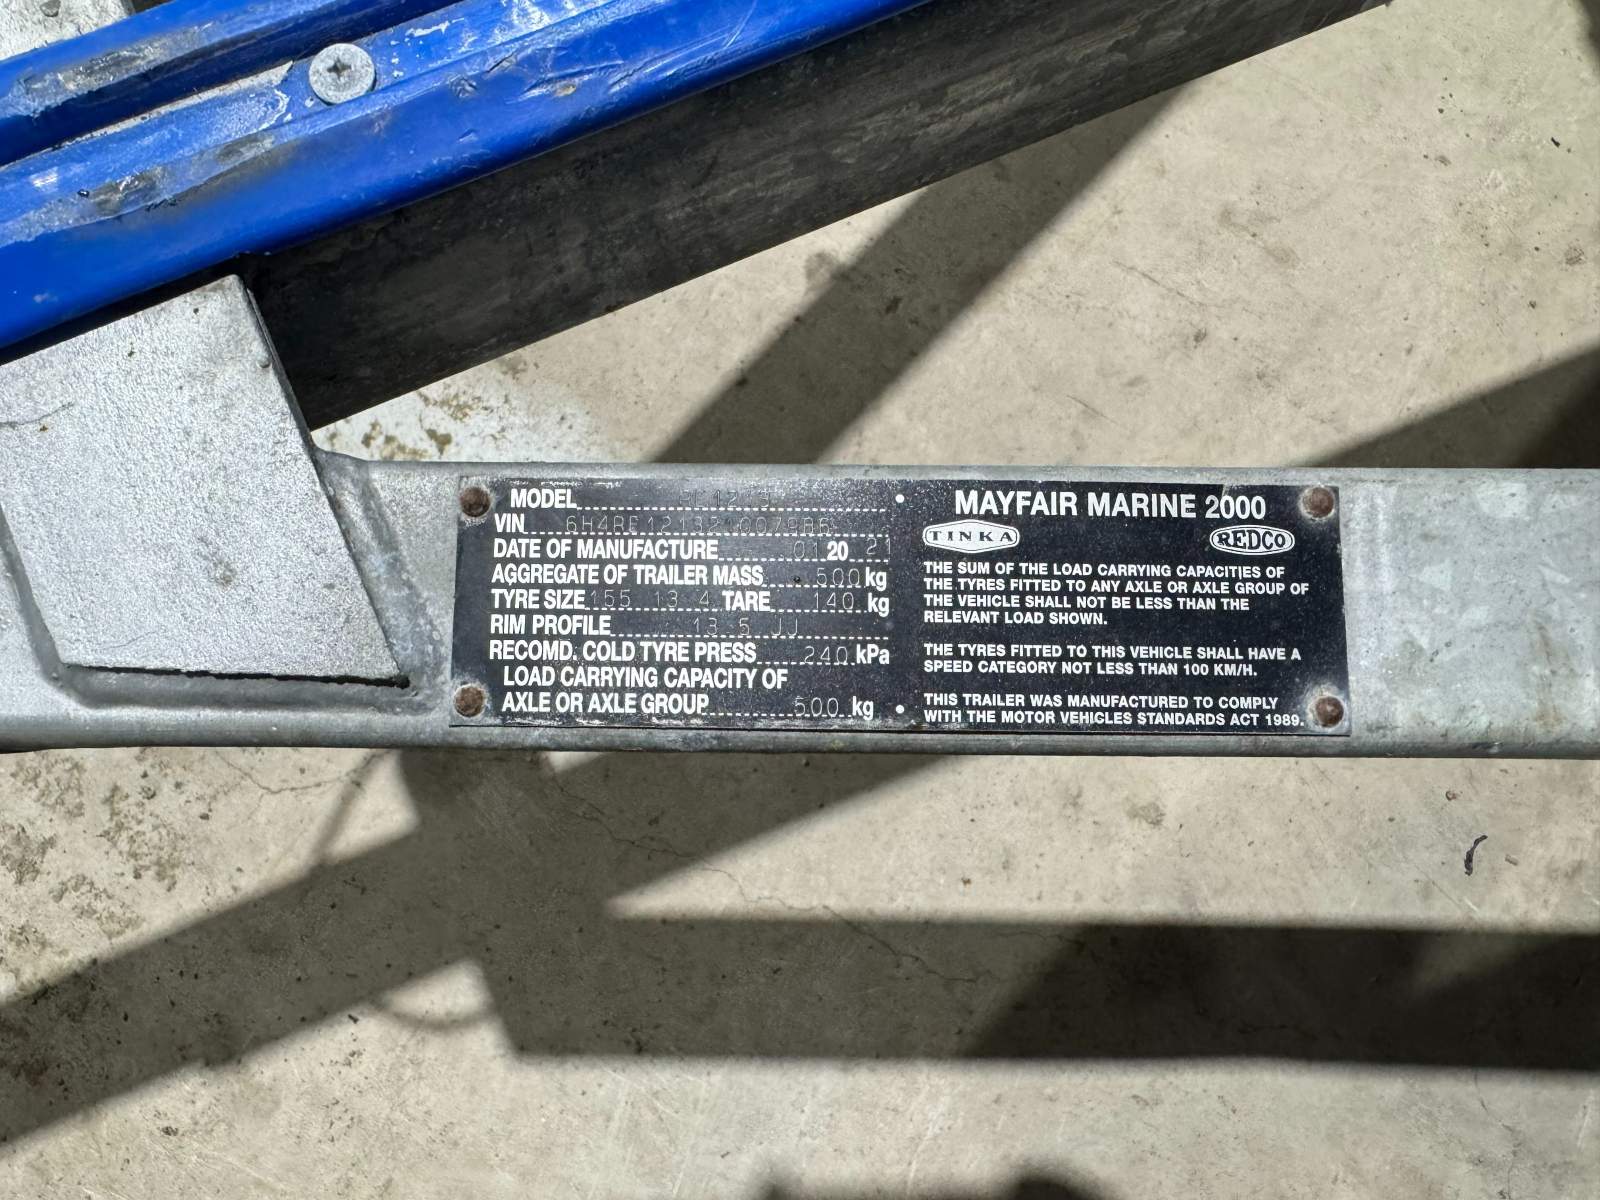 MODEL
VIN
DATE OF MANUFACTURE 01 20 21
AGGREGATE OF TRAILER MASS 500 kg
TYRE SIZE 155 13 4 TARE 140 kg
RIM PROFILE 13 5 JJ
RECOMD. COLD TYRE PRESS 240 kPa
LOAD CARRYING CAPACITY OF
AXLE OR AXLE GROUP 500 kg
MAYFAIR MARINE 2000
TINKA REDCO
THE SUM OF THE LOAD CARRYING CAPACITIES OF
THE TYRES FITTED TO ANY AXLE OR AXLE GROUP OF
THE VEHICLE SHALL NOT BE LESS THAN THE
RELEVANT LOAD SHOWN.
THE TYRES FITTED TO THIS VEHICLE SHALL HAVE A
SPEED CATEGORY NOT LESS THAN 100 KM/H.
THIS TRAILER WAS MANUFACTURED TO COMPLY
WITH THE MOTOR VEHICLES STANDARDS ACT 1989.